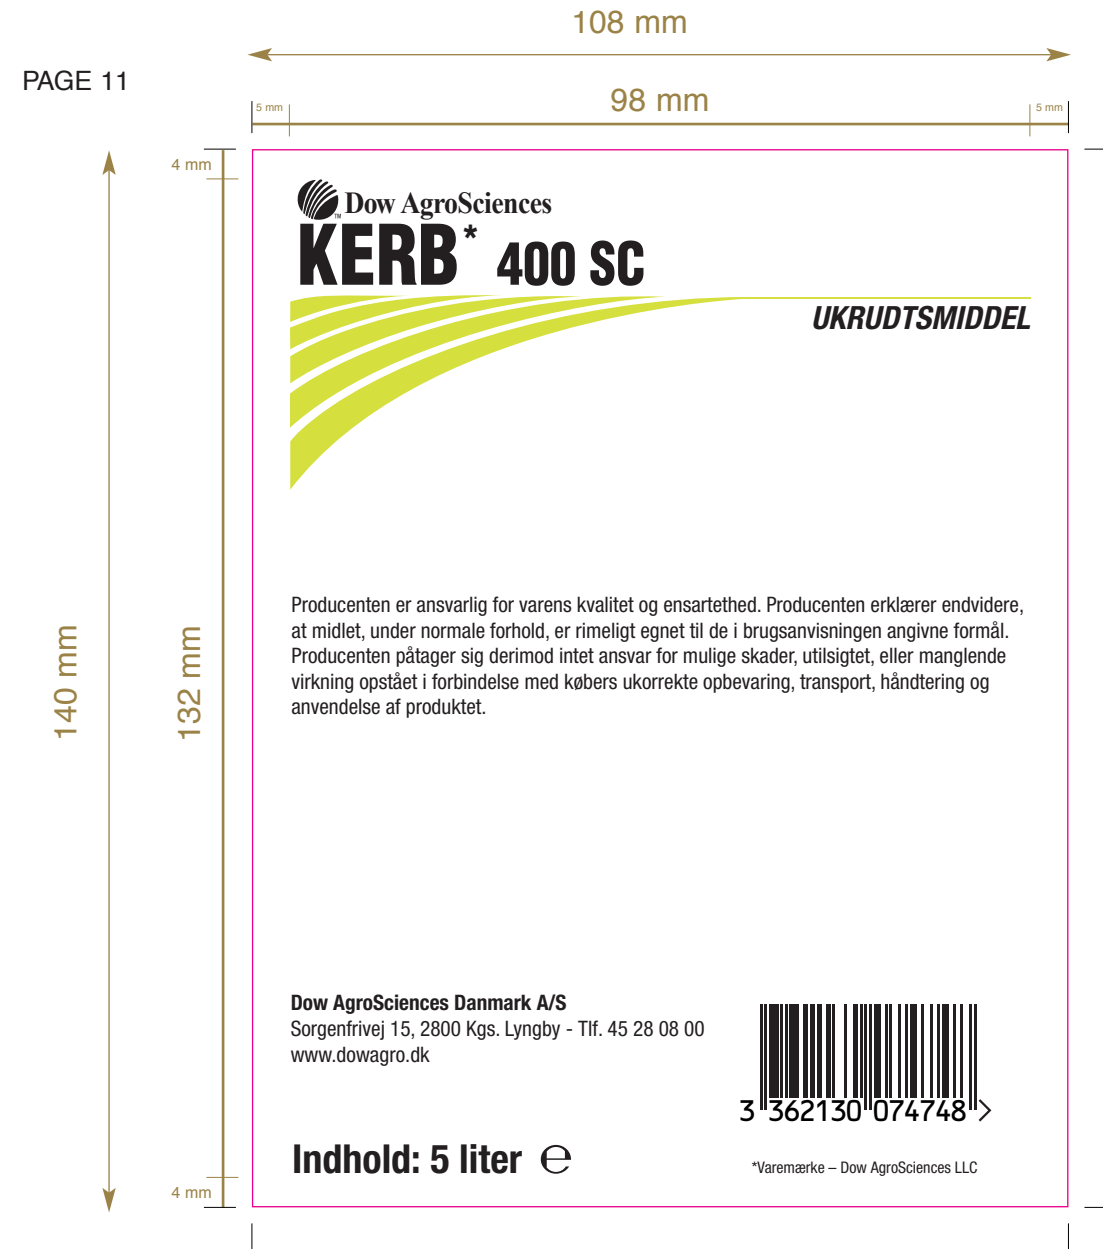 108 mm
PAGE 11
98 mm
5 mm
5 mm
4 mm
Dow AgroSciences
™
KERB* 400 SC
UKRUDTSMIDDEL
140 mm
132 mm
Producenten er ansvarlig for varens kvalitet og ensartethed. Producenten erklærer endvidere,
at midlet, under normale forhold, er rimeligt egnet til de i brugsanvisningen angivne formål.
Producenten påtager sig derimod intet ansvar for mulige skader, utilsigtet, eller manglende
virkning opstået i forbindelse med købers ukorrekte opbevaring, transport, håndtering og
anvendelse af produktet.
Dow AgroSciences Danmark A/S
Sorgenfrivej 15, 2800 Kgs. Lyngby - Tlf. 45 28 08 00
www.dowagro.dk
3 362130 074748 >
Indhold: 5 liter ℮
*Varemærke – Dow AgroSciences LLC
4 mm